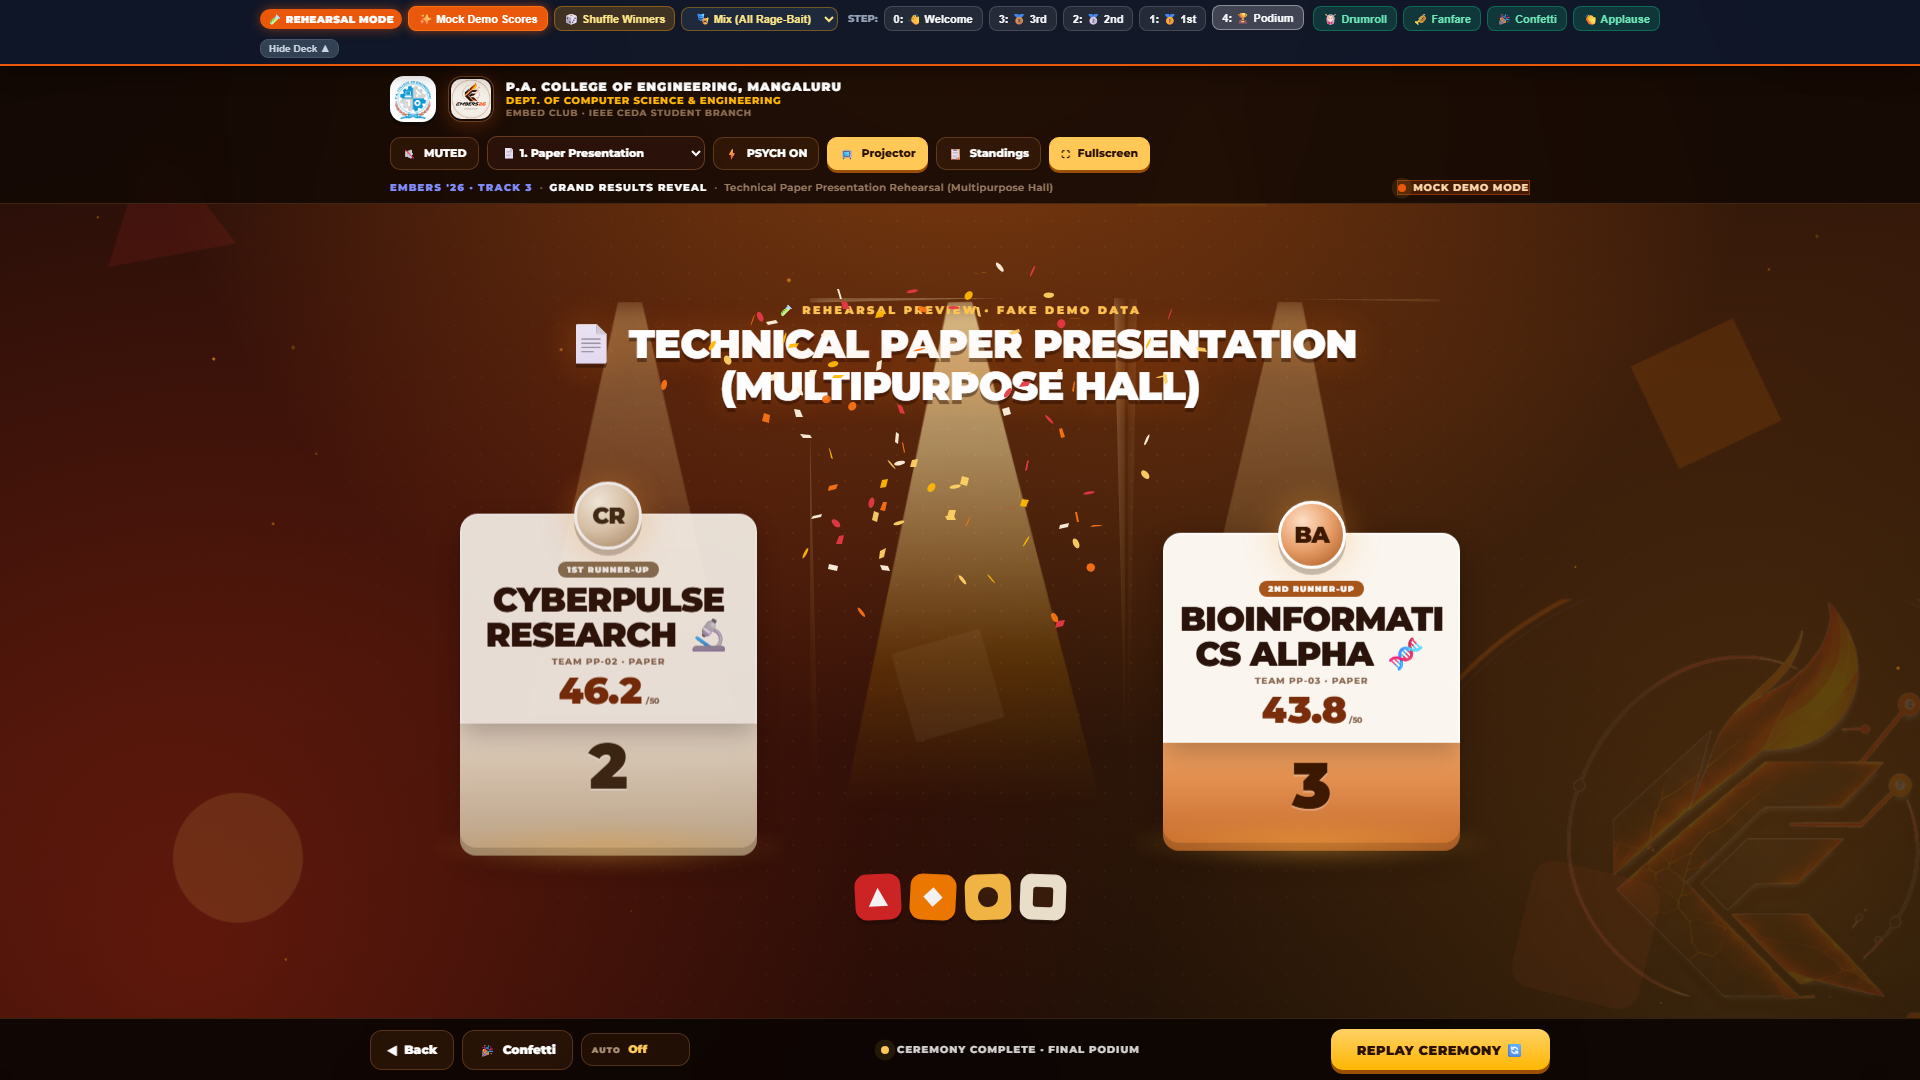 REHEARSAL MODE
Mock Demo Scores
Shuffle Winners
Mix (All Rage-Bait)
STEP:
0: Welcome
3: 3rd
2: 2nd
1: 1st
4: Podium
Drumroll
Fanfare
Confetti
Applause
Hide Deck ▲
P.A. COLLEGE OF ENGINEERING, MANGALURU
DEPT. OF COMPUTER SCIENCE & ENGINEERING
EMBED CLUB · IEEE CEDA STUDENT BRANCH
MUTED
1. Paper Presentation
PSYCH ON
Projector
Standings
Fullscreen
EMBERS '26 • TRACK 3 · GRAND RESULTS REVEAL · Technical Paper Presentation Rehearsal (Multipurpose Hall)
MOCK DEMO MODE
REHEARSAL PREVIEW · FAKE DEMO DATA
TECHNICAL PAPER PRESENTATION
(MULTIPURPOSE HALL)
CR
1ST RUNNER-UP
CYBERPULSE
RESEARCH
TEAM PP-02 · PAPER
46.2 /50
2
BA
2ND RUNNER-UP
BIOINFORMATI
CS ALPHA
TEAM PP-03 · PAPER
43.8 /50
3
◀ Back
Confetti
AUTO Off
CEREMONY COMPLETE · FINAL PODIUM
REPLAY CEREMONY